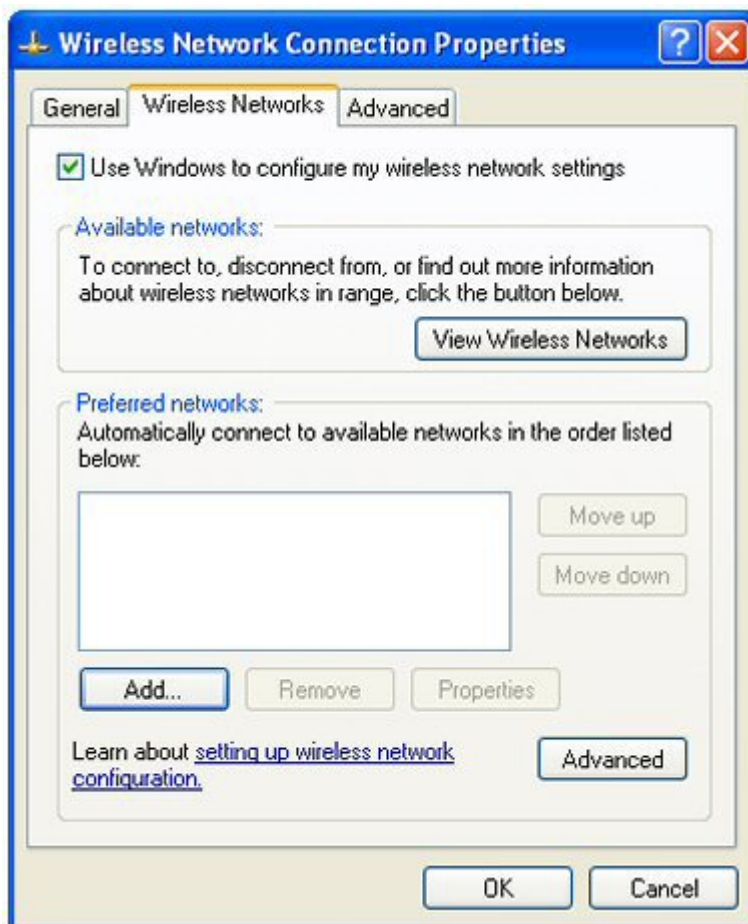 Wireless Network Connection Properties
General
Wireless Networks
Advanced
Use Windows to configure my wireless network settings
Available networks:
To connect to, disconnect from, or find out more information
about wireless networks in range, click the button below.
View Wireless Networks
Preferred networks:
Automatically connect to available networks in the order listed
below:
Move up
Move down
Add...
Remove
Properties
Learn about setting up wireless network
configuration.
Advanced
OK
Cancel